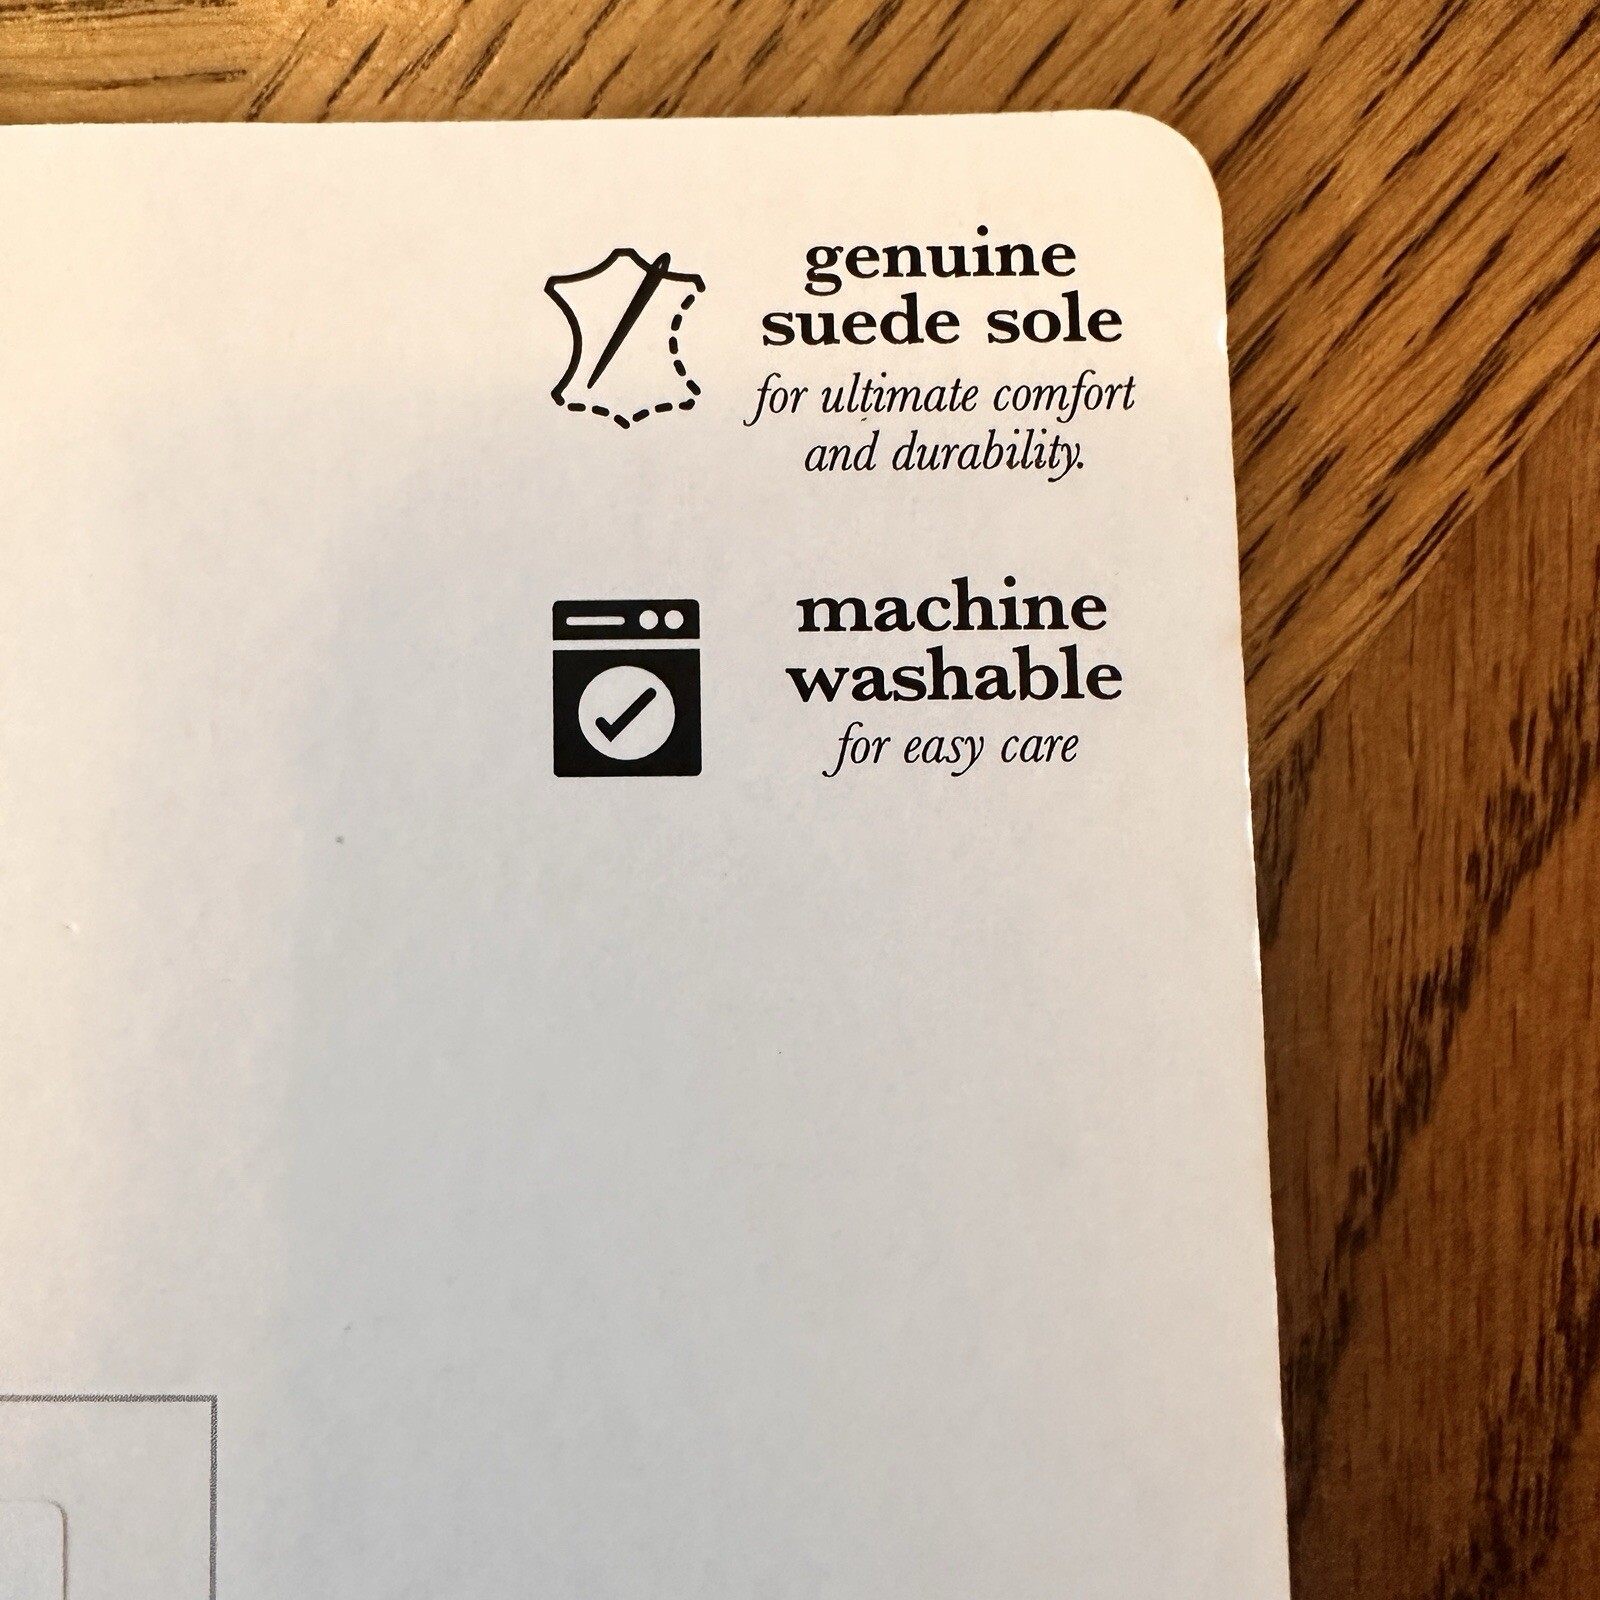 genuine
suede sole
for ultimate comfort
and durability.
machine
washable
for easy care